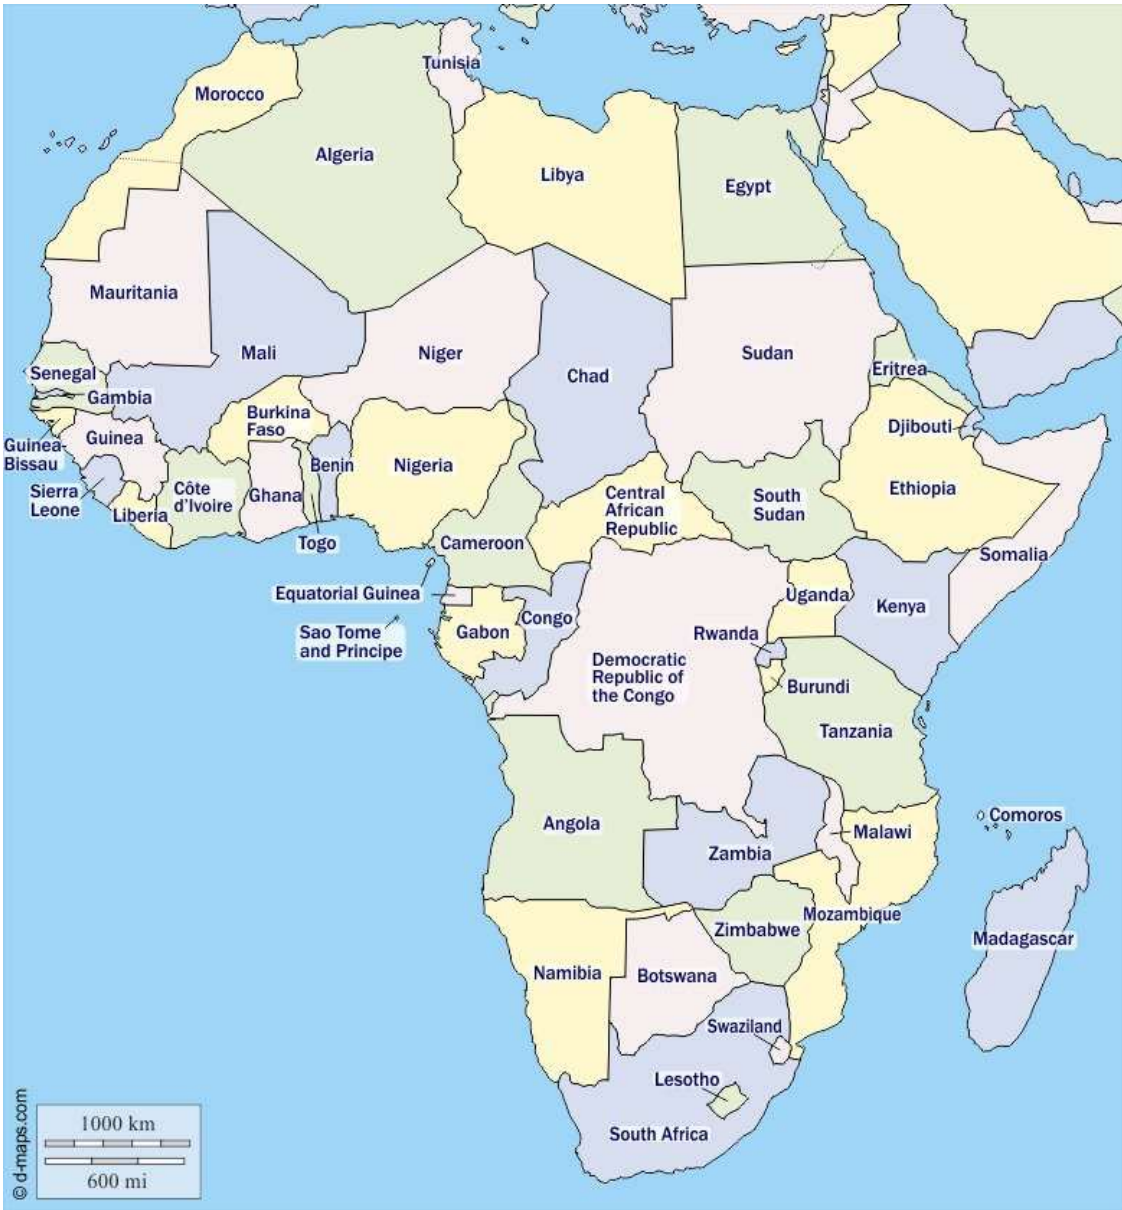 Tunisia
Morocco
Algeria
Libya
Egypt
Mauritania
Mali
Niger
Chad
Sudan
Senegal
Gambia
Eritrea
Burkina
Faso
Djibouti
Guinea-
Bissau
Guinea
Benin
Nigeria
Ethiopia
Sierra
Leone
Liberia
Côte
d'Ivoire
Ghana
Togo
Central
African
Republic
South
Sudan
Cameroon
Somalia
Equatorial Guinea
Sao Tome
and Principe
Gabon
Congo
Uganda
Kenya
Rwanda
Democratic
Republic of
the Congo
Burundi
Tanzania
Angola
Zambia
Malawi
Comoros
Mozambique
Zimbabwe
Madagascar
Namibia
Botswana
Swaziland
Lesotho
South Africa
1000 km
600 mi
© d-maps.com